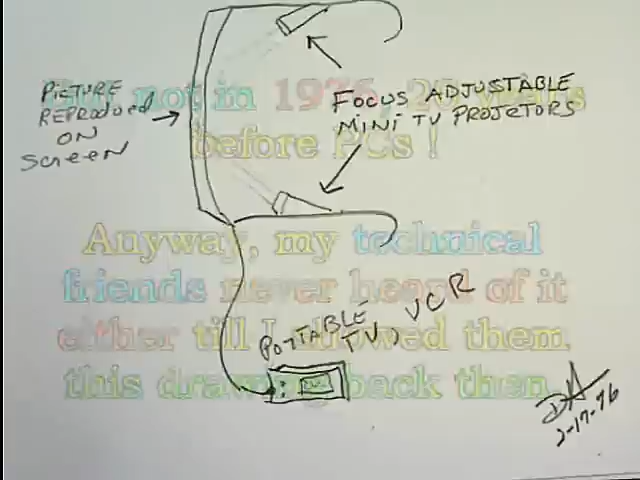 PICTURE
REPRODUCED
ON
SCREEN
FOCUS ADJUSTABLE
MINI TV PROJETORS
But not in 1976, 20 years
before PCs !
Anyway, my technical
friends never heard of it
either till I showed them
this drawing back then.
PORTABLE
TV, VCR
DA
2-17-76